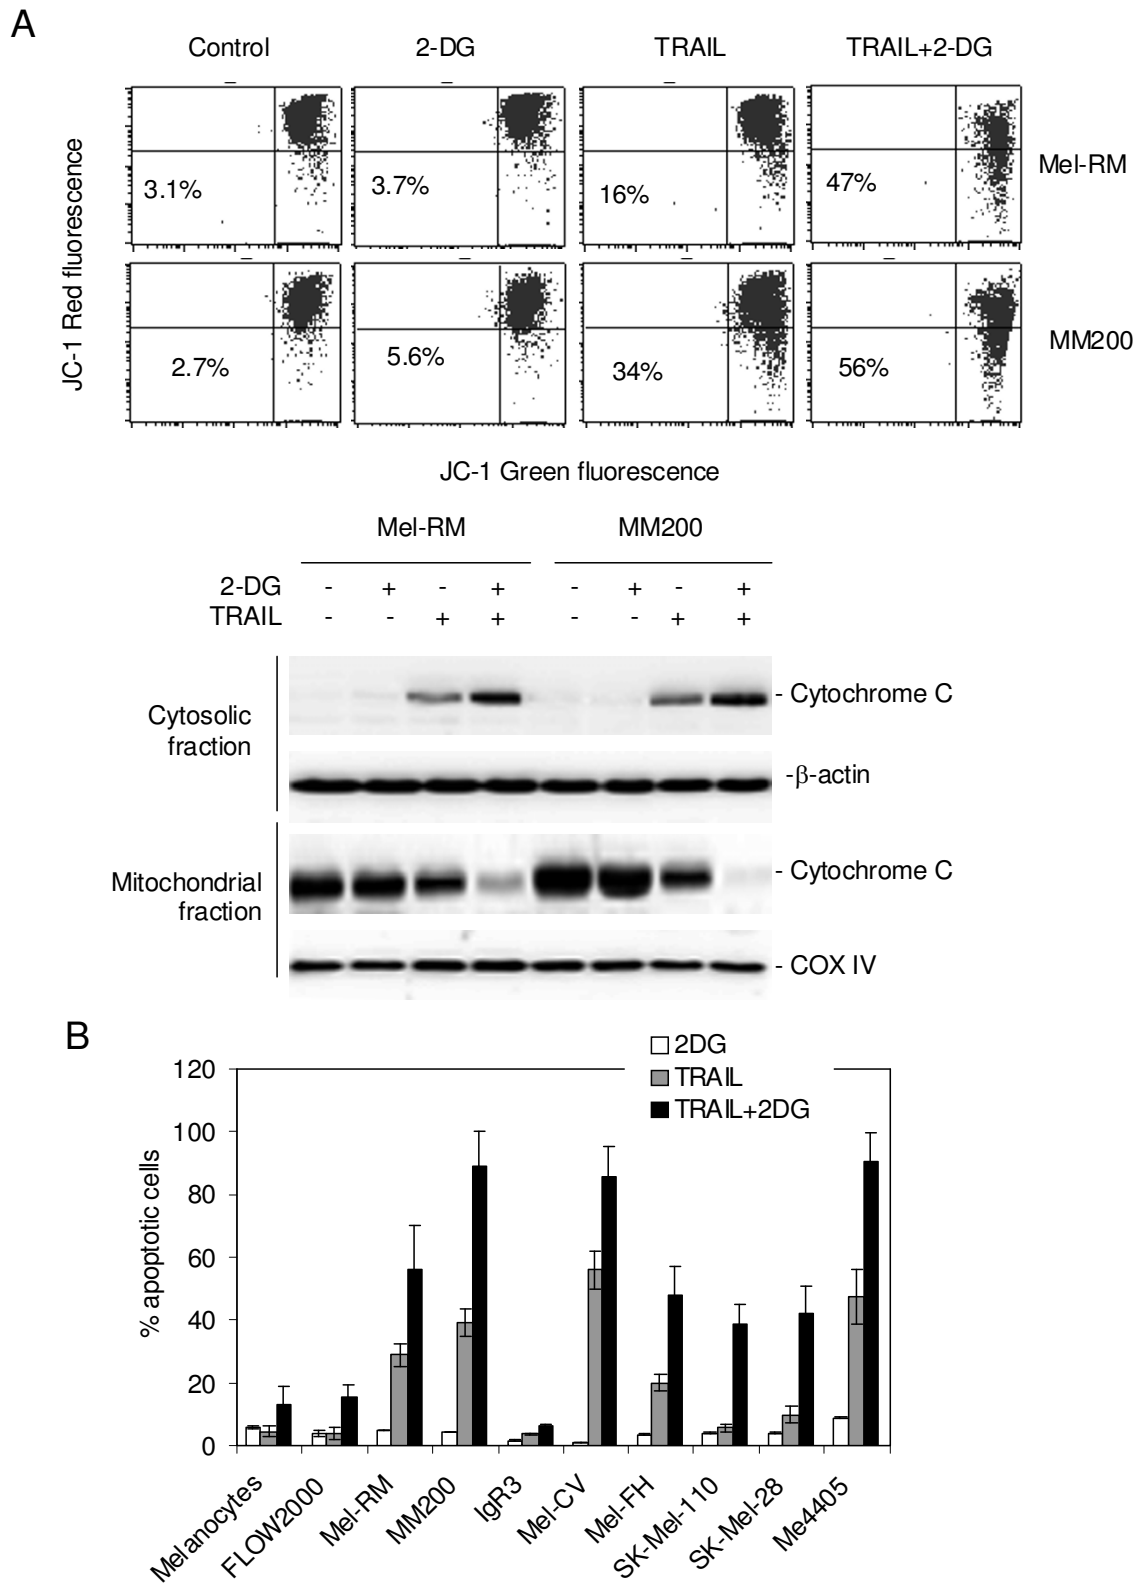 A
Control 2-DG TRAIL TRAIL+2-DG
JC-1 Red fluorescence
3.1% 3.7% 16% 47% Mel-RM
2.7% 5.6% 34% 56% MM200
JC-1 Green fluorescence
Mel-RM MM200
2-DG - + - + - + - +
TRAIL - - + + - - + +
Cytosolic
fraction
- Cytochrome C
-β-actin
Mitochondrial
fraction
- Cytochrome C
- COX IV
B
2DG
TRAIL
TRAIL+2DG
% apoptotic cells
120
100
80
60
40
20
0
Melanocytes
FLOW2000
Mel-RM
MM200
IgR3
Mel-CV
Mel-FH
SK-Mel-110
SK-Mel-28
Me4405